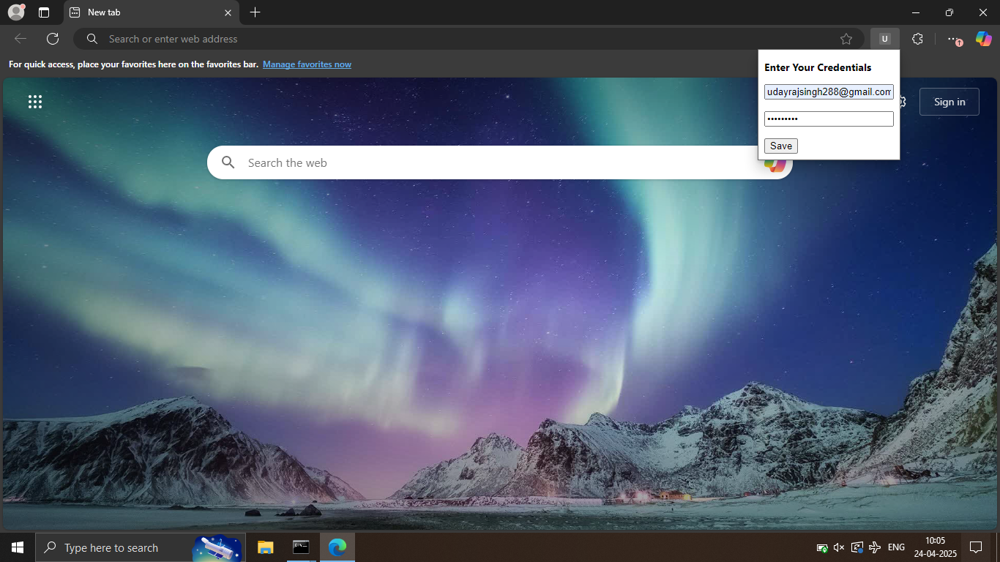 New tab
Search or enter web address
U
For quick access, place your favorites here on the favorites bar. Manage favorites now
Enter Your Credentials
udayrajsingh288@gmail.com
•••••••••
Save
Sign in
Search the web
Type here to search
ENG
10:05
24-04-2025